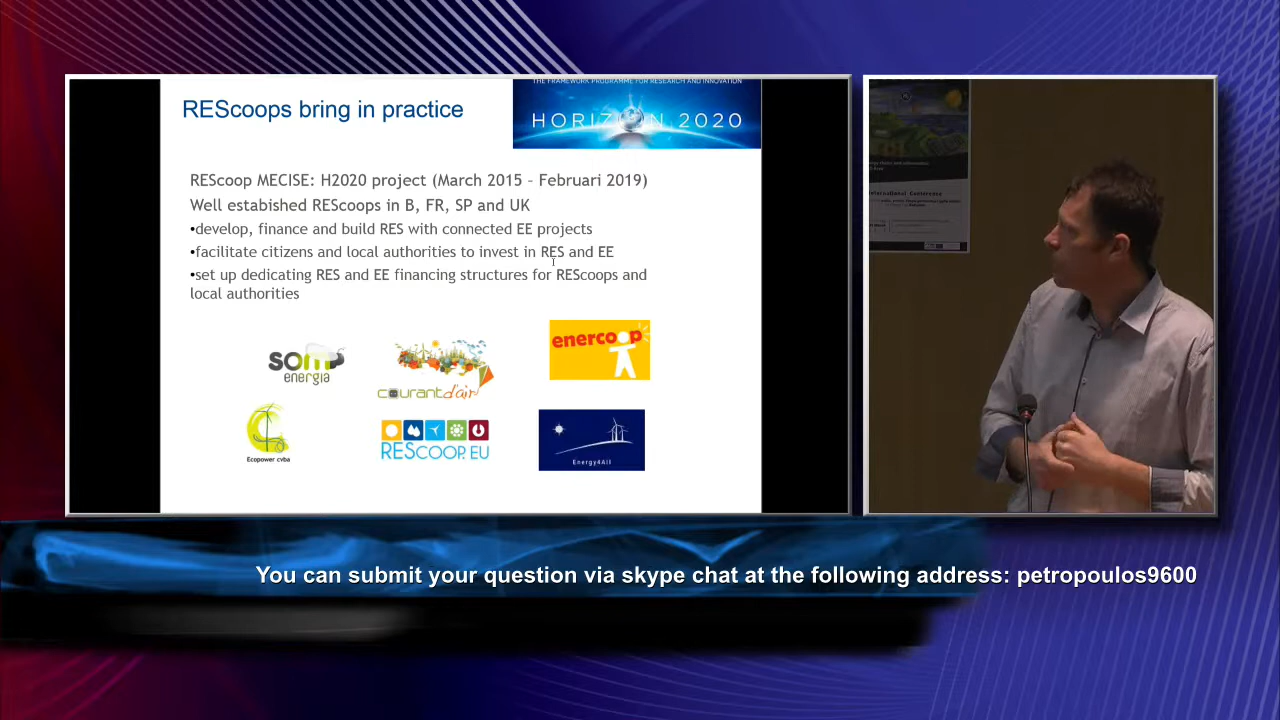 REScoops bring in practice
THE FRAMEWORK PROGRAMME FOR RESEARCH AND INNOVATION
HORIZON 2020
REScoop MECISE: H2020 project (March 2015 – Februari 2019)
Well estabished REScoops in B, FR, SP and UK
•develop, finance and build RES with connected EE projects
•facilitate citizens and local authorities to invest in RES and EE
•set up dedicating RES and EE financing structures for REScoops and
local authorities
som energia
courant d'air
enercoop
Ecopower cvba
REScoop.EU
Energy4All
International Conference
You can submit your question via skype chat at the following address: petropoulos9600